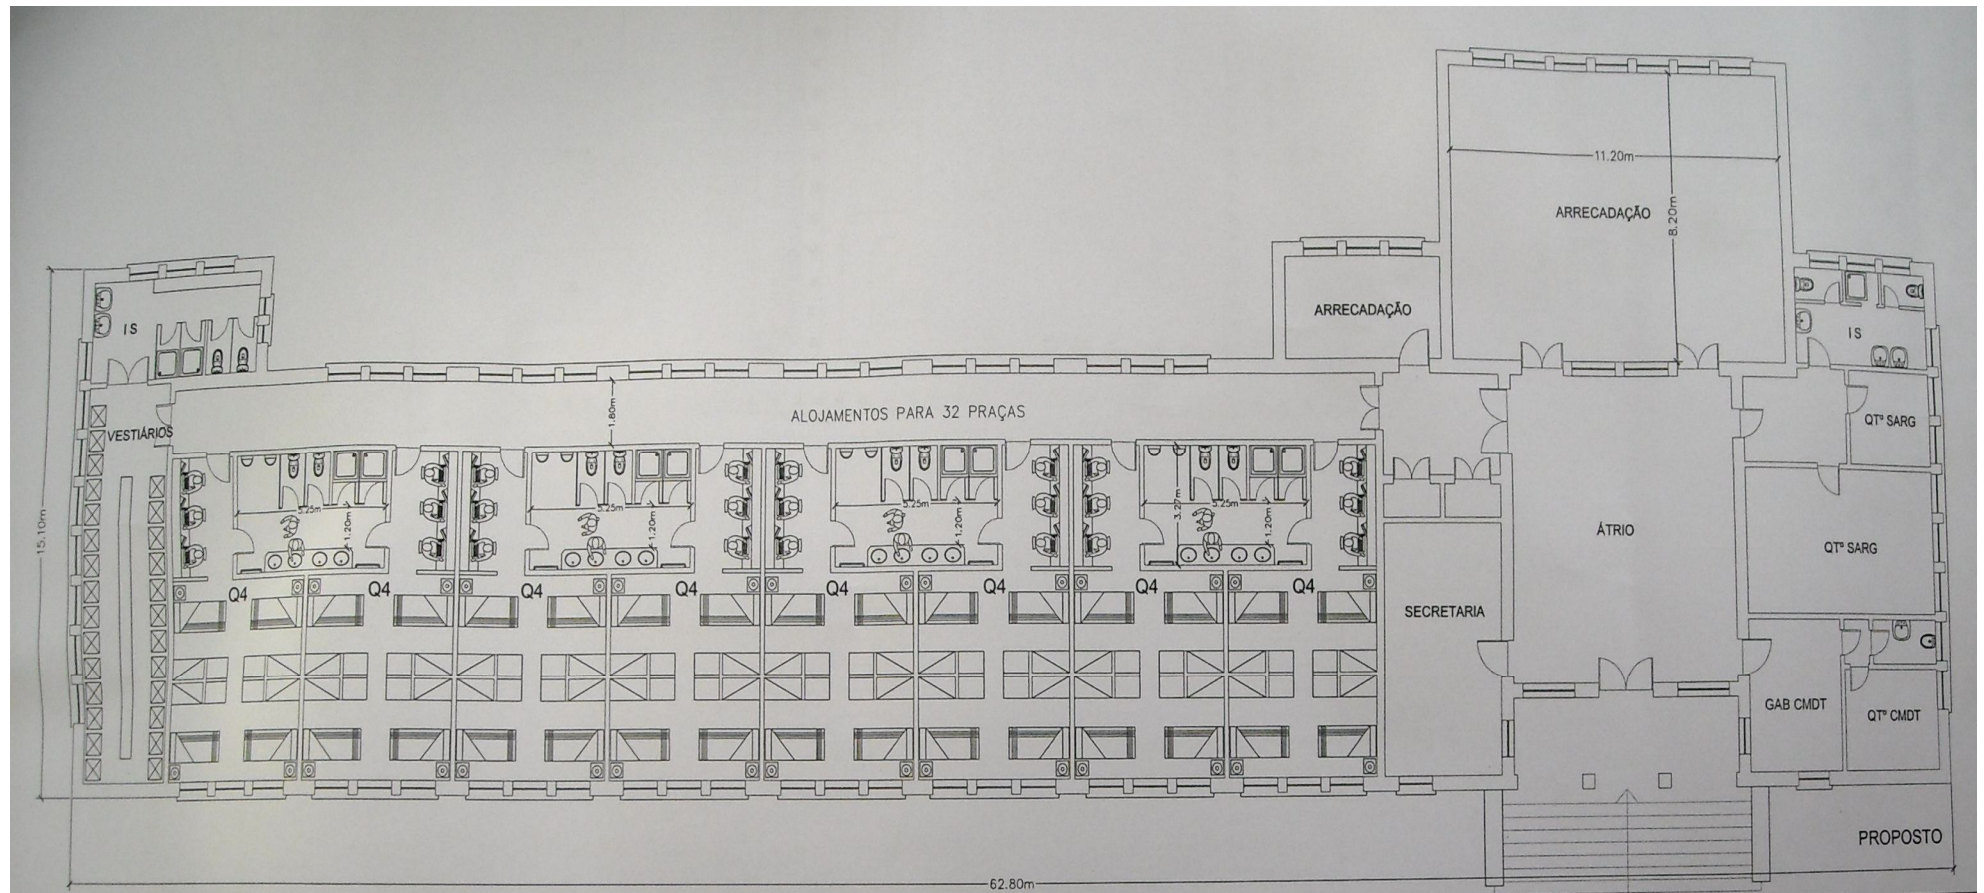 11.20m
ARRECADAÇÃO
8.20m
ARRECADAÇÃO
IS
IS
1.80m
ALOJAMENTOS PARA 32 PRAÇAS
VESTIÁRIOS
QTº SARG
15.10m
5.25m
1.20m
5.25m
1.20m
5.25m
1.20m
3.27m
5.25m
1.20m
ÁTRIO
QTº SARG
Q4
Q4
Q4
Q4
Q4
Q4
Q4
Q4
SECRETARIA
GAB CMDT
QTº CMDT
PROPOSTO
62.80m